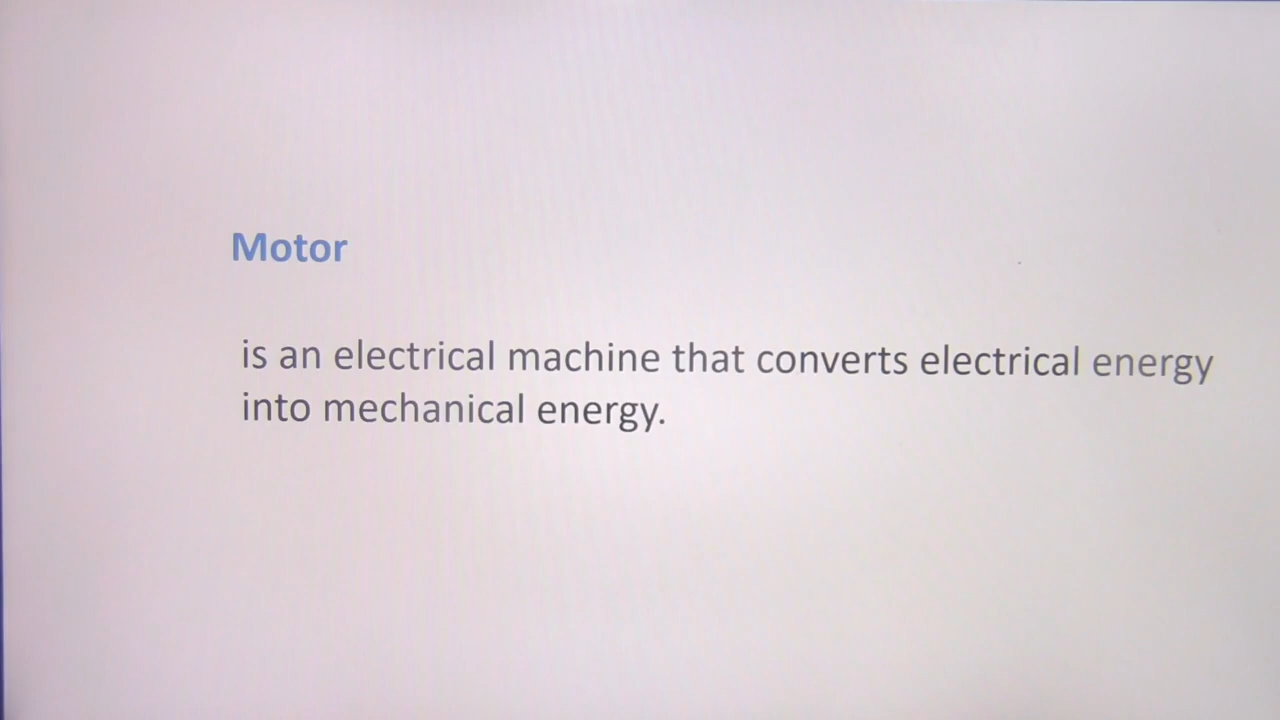 Motor
is an electrical machine that converts electrical energy
into mechanical energy.